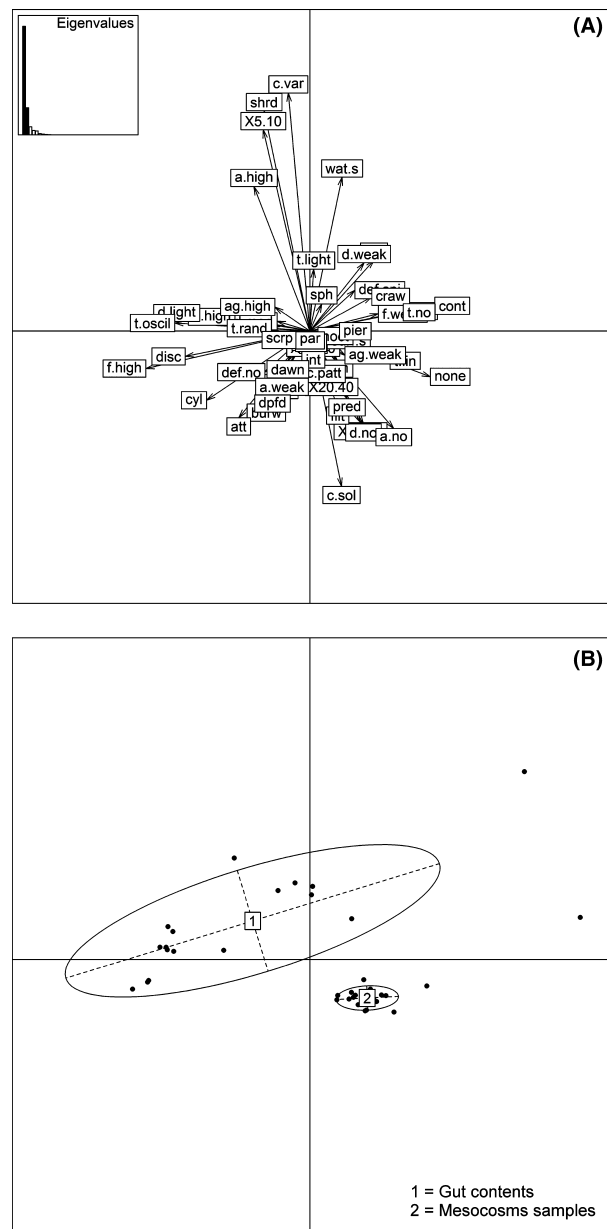 Eigenvalues
(A)
c.var
shrd
X5.10
wat.s
a.high
d.weak
t.light
sph
craw
cont
ag.high
t.no
t.oscil
t.rand
pier
scrp
par
ag.weak
disc
f.high
dawn
none
def.no
c.patt
a.weak
X20.40
cyl
dpfd
pred
att
d.no
a.no
c.sol
(B)
1
2
1 = Gut contents
2 = Mesocosms samples